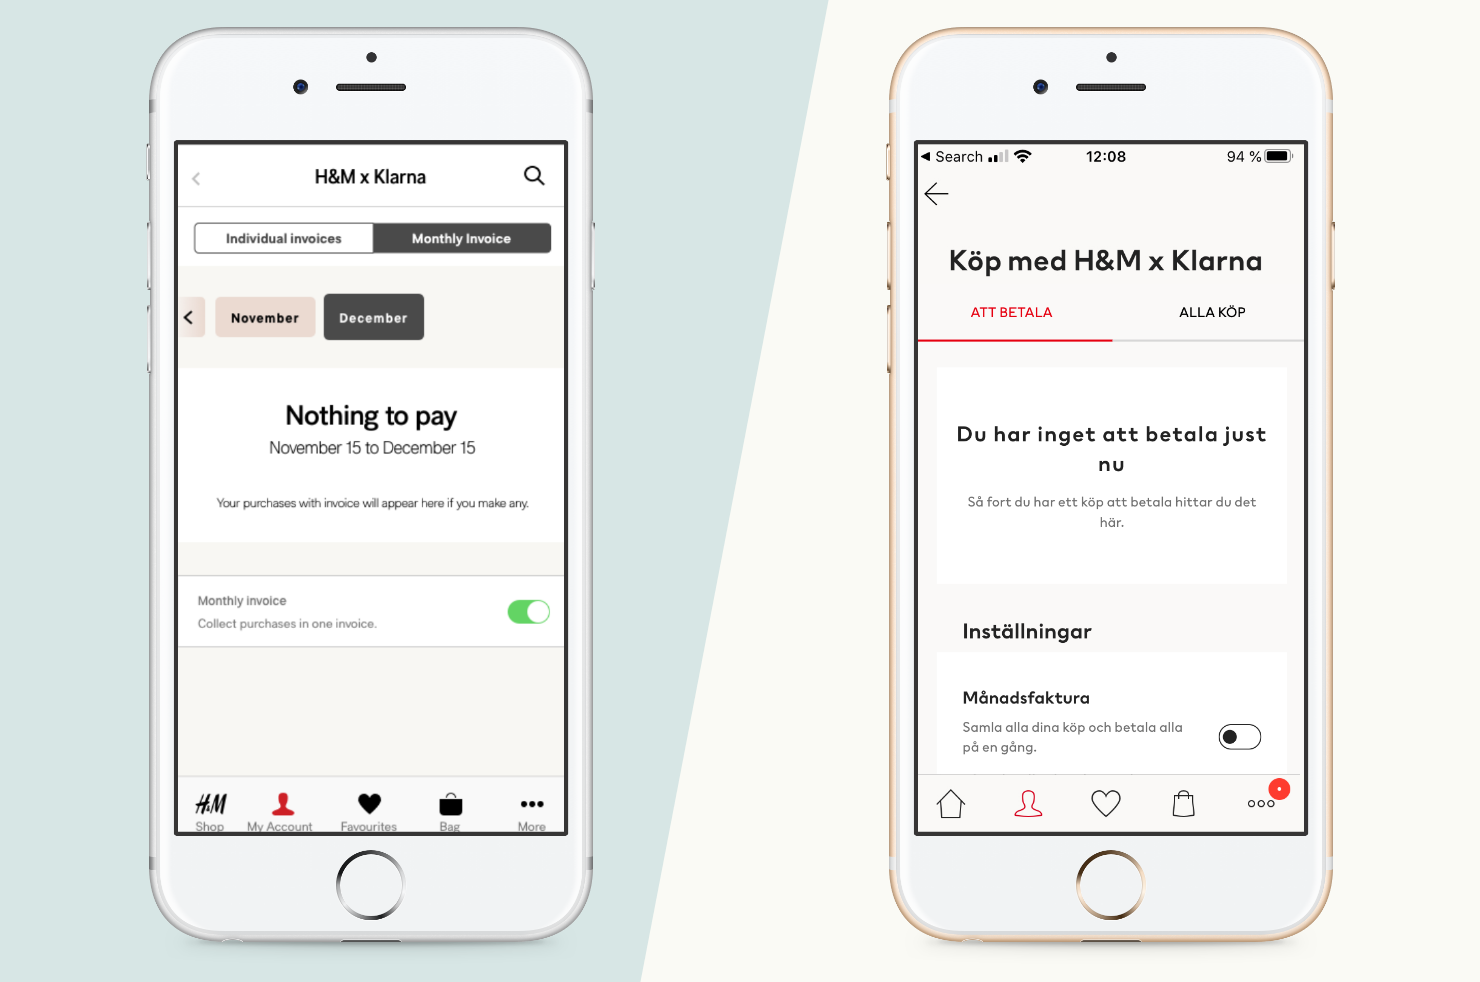 H&M x Klarna
Individual invoices
Monthly Invoice
November
December
Nothing to pay
November 15 to December 15
Your purchases with invoice will appear here if you make any.
Monthly invoice
Collect purchases in one invoice.
H&M
Shop
My Account
Favourites
Bag
More
Search
12:08
94 %
Köp med H&M x Klarna
ATT BETALA
ALLA KÖP
Du har inget att betala just
nu
Så fort du har ett köp att betala hittar du det
här.
Inställningar
Månadsfaktura
Samla alla dina köp och betala alla
på en gång.